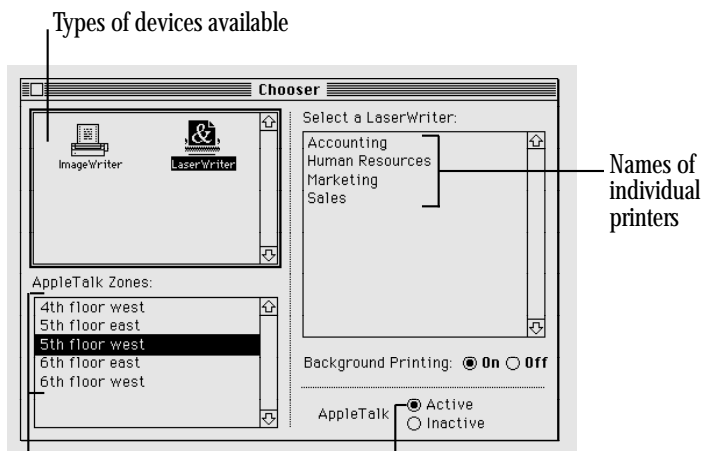 Types of devices available
Chooser
ImageWriter
LaserWriter
Select a LaserWriter:
Accounting
Human Resources
Marketing
Sales
Names of
individual
printers
AppleTalk Zones:
4th floor west
5th floor east
5th floor west
6th floor east
6th floor west
Background Printing: On Off
AppleTalk Active
Inactive